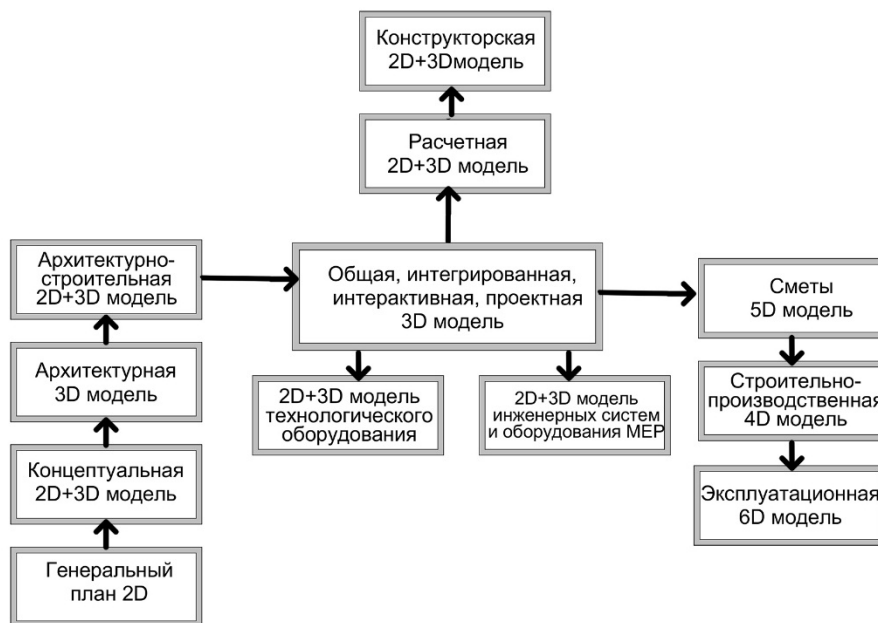 Конструкторская
2D+3Dмодель
Расчетная
2D+3D модель
Архитектурно-
строительная
2D+3D модель
Общая, интегрированная,
интерактивная, проектная
3D модель
Сметы
5D модель
Архитектурная
3D модель
2D+3D модель
технологического
оборудования
2D+3D модель
инженерных систем
и оборудования МЕР
Строительно-
производственная
4D модель
Концептуальная
2D+3D модель
Эксплуатационная
6D модель
Генеральный
план 2D